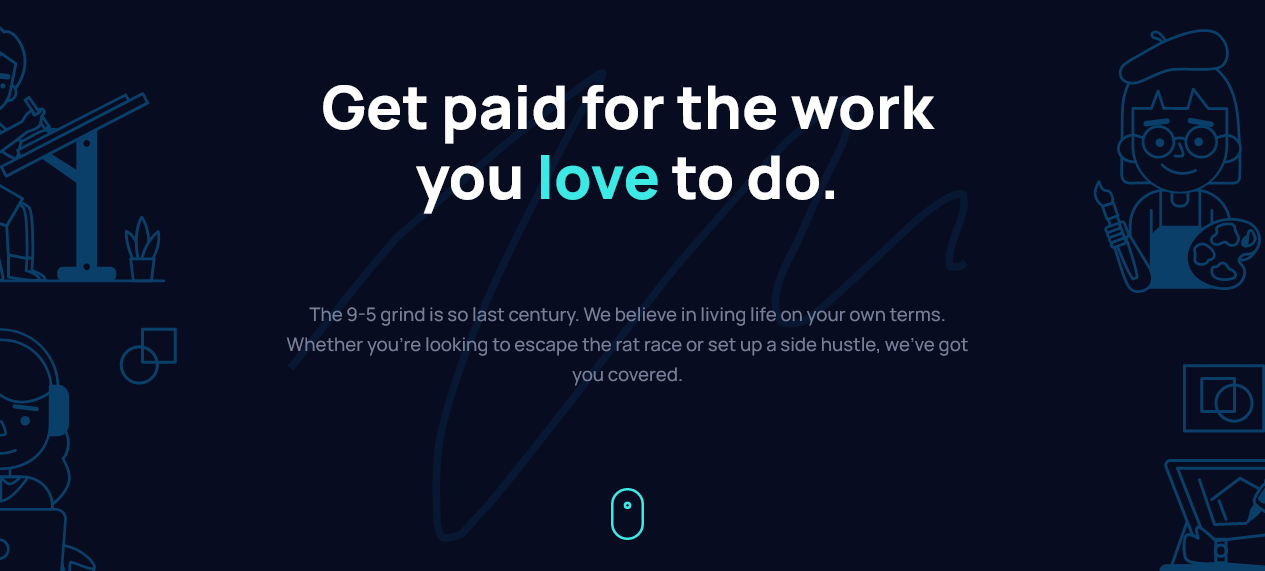 Get paid for the work
you love to do.
The 9-5 grind is so last century. We believe in living life on your own terms.
Whether you're looking to escape the rat race or set up a side hustle, we've got
you covered.